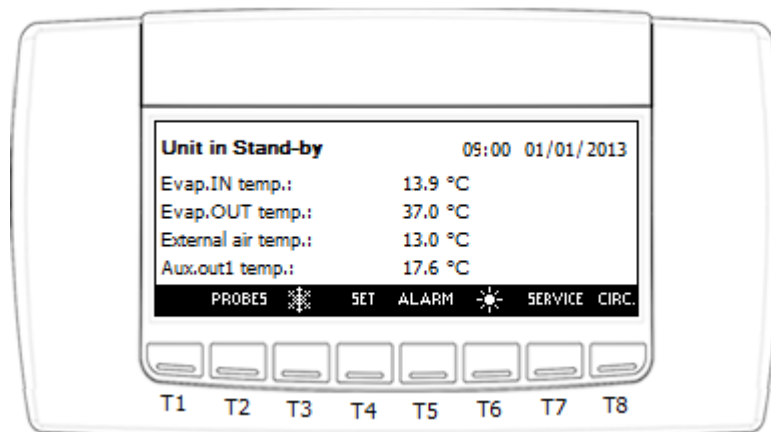 Unit in Stand-by 09:00 01/01/2013
Evap.IN temp.: 13.9 °C
Evap.OUT temp.: 37.0 °C
External air temp.: 13.0 °C
Aux.out1 temp.: 17.6 °C
PROBES SET ALARM SERVICE CIRC.
T1 T2 T3 T4 T5 T6 T7 T8